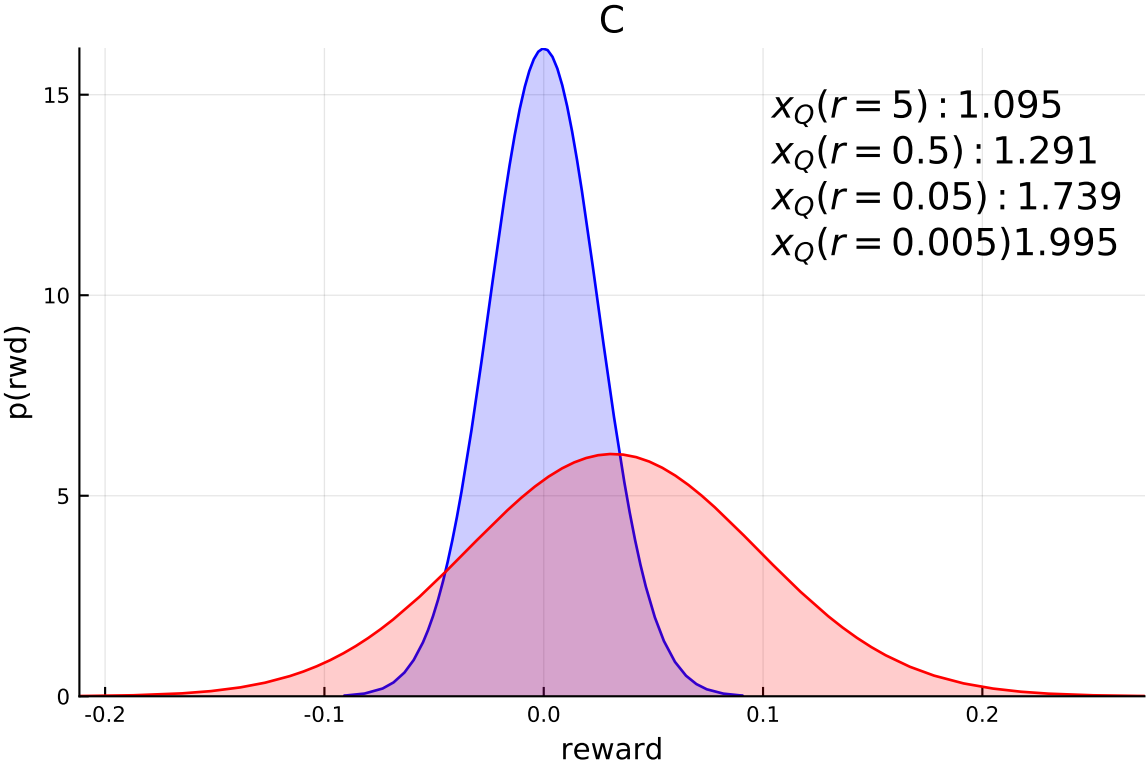 C
x_Q(r = 5) : 1.095
x_Q(r = 0.5) : 1.291
x_Q(r = 0.05) : 1.739
x_Q(r = 0.005)1.995
15
10
5
0
p(rwd)
-0.2 -0.1 0.0 0.1 0.2
reward